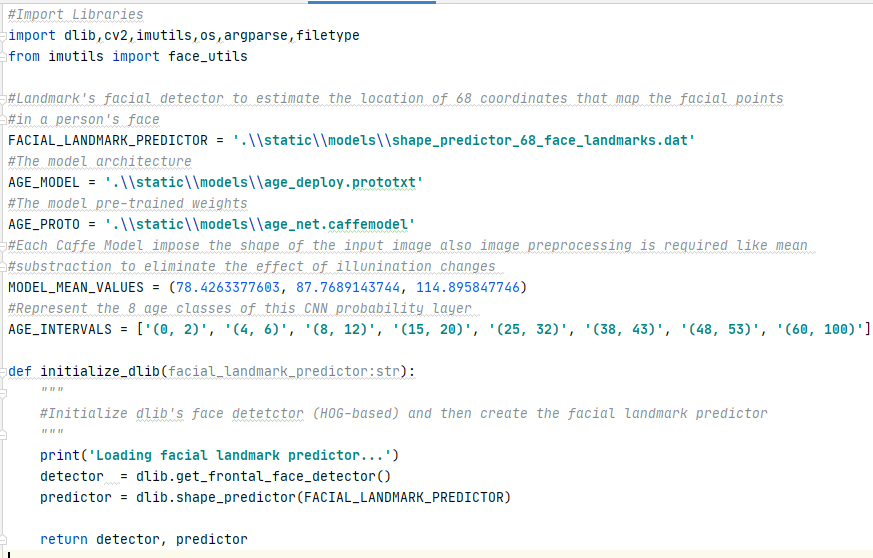 #Import Libraries
import dlib,cv2,imutils,os,argparse,filetype
from imutils import face_utils
#Landmark's facial detector to estimate the location of 68 coordinates that map the facial points
#in a person's face
FACIAL_LANDMARK_PREDICTOR = '.\\static\\models\\shape_predictor_68_face_landmarks.dat'
#The model architecture
AGE_MODEL = '.\\static\\models\\age_deploy.prototxt'
#The model pre-trained weights
AGE_PROTO = '.\\static\\models\\age_net.caffemodel'
#Each Caffe Model impose the shape of the input image also image preprocessing is required like mean
#substraction to eliminate the effect of illunination changes
MODEL_MEAN_VALUES = (78.4263377603, 87.7689143744, 114.895847746)
#Represent the 8 age classes of this CNN probability layer
AGE_INTERVALS = ['(0, 2)', '(4, 6)', '(8, 12)', '(15, 20)', '(25, 32)', '(38, 43)', '(48, 53)', '(60, 100)']
def initialize_dlib(facial_landmark_predictor:str):
"""
#Initialize dlib's face detetctor (HOG-based) and then create the facial landmark predictor
"""
print('Loading facial landmark predictor...')
detector  = dlib.get_frontal_face_detector()
predictor = dlib.shape_predictor(FACIAL_LANDMARK_PREDICTOR)
return detector, predictor